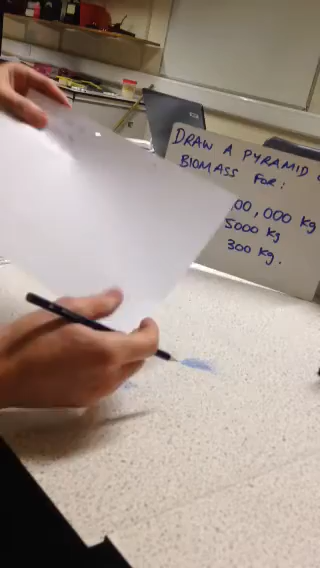 DRAW A PYRAMID
BIOMASS FOR:
00,000 kg
5000 kg
300 kg.